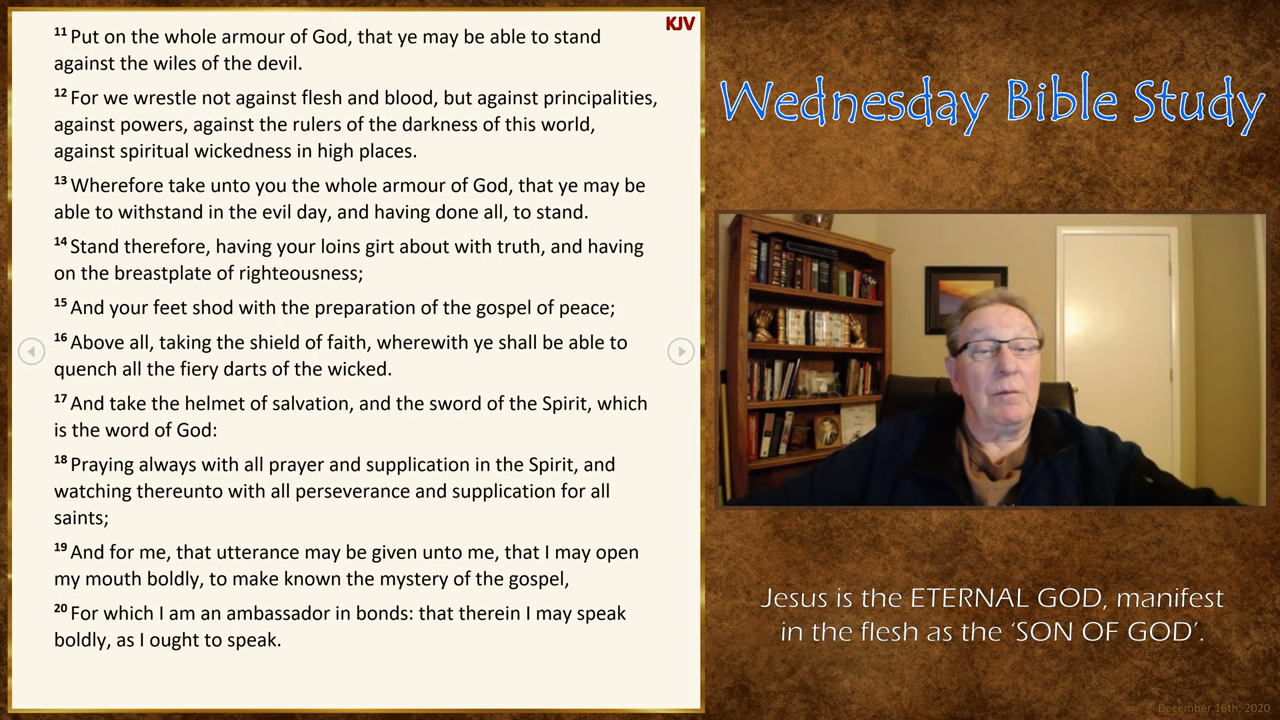 KJV
11 Put on the whole armour of God, that ye may be able to stand
against the wiles of the devil.
12 For we wrestle not against flesh and blood, but against principalities,
against powers, against the rulers of the darkness of this world,
against spiritual wickedness in high places.
13 Wherefore take unto you the whole armour of God, that ye may be
able to withstand in the evil day, and having done all, to stand.
14 Stand therefore, having your loins girt about with truth, and having
on the breastplate of righteousness;
15 And your feet shod with the preparation of the gospel of peace;
16 Above all, taking the shield of faith, wherewith ye shall be able to
quench all the fiery darts of the wicked.
17 And take the helmet of salvation, and the sword of the Spirit, which
is the word of God:
18 Praying always with all prayer and supplication in the Spirit, and
watching thereunto with all perseverance and supplication for all
saints;
19 And for me, that utterance may be given unto me, that I may open
my mouth boldly, to make known the mystery of the gospel,
20 For which I am an ambassador in bonds: that therein I may speak
boldly, as I ought to speak.
Wednesday Bible Study
Jesus is the ETERNAL GOD, manifest
in the flesh as the ‘SON OF GOD’.
December 16th, 2020